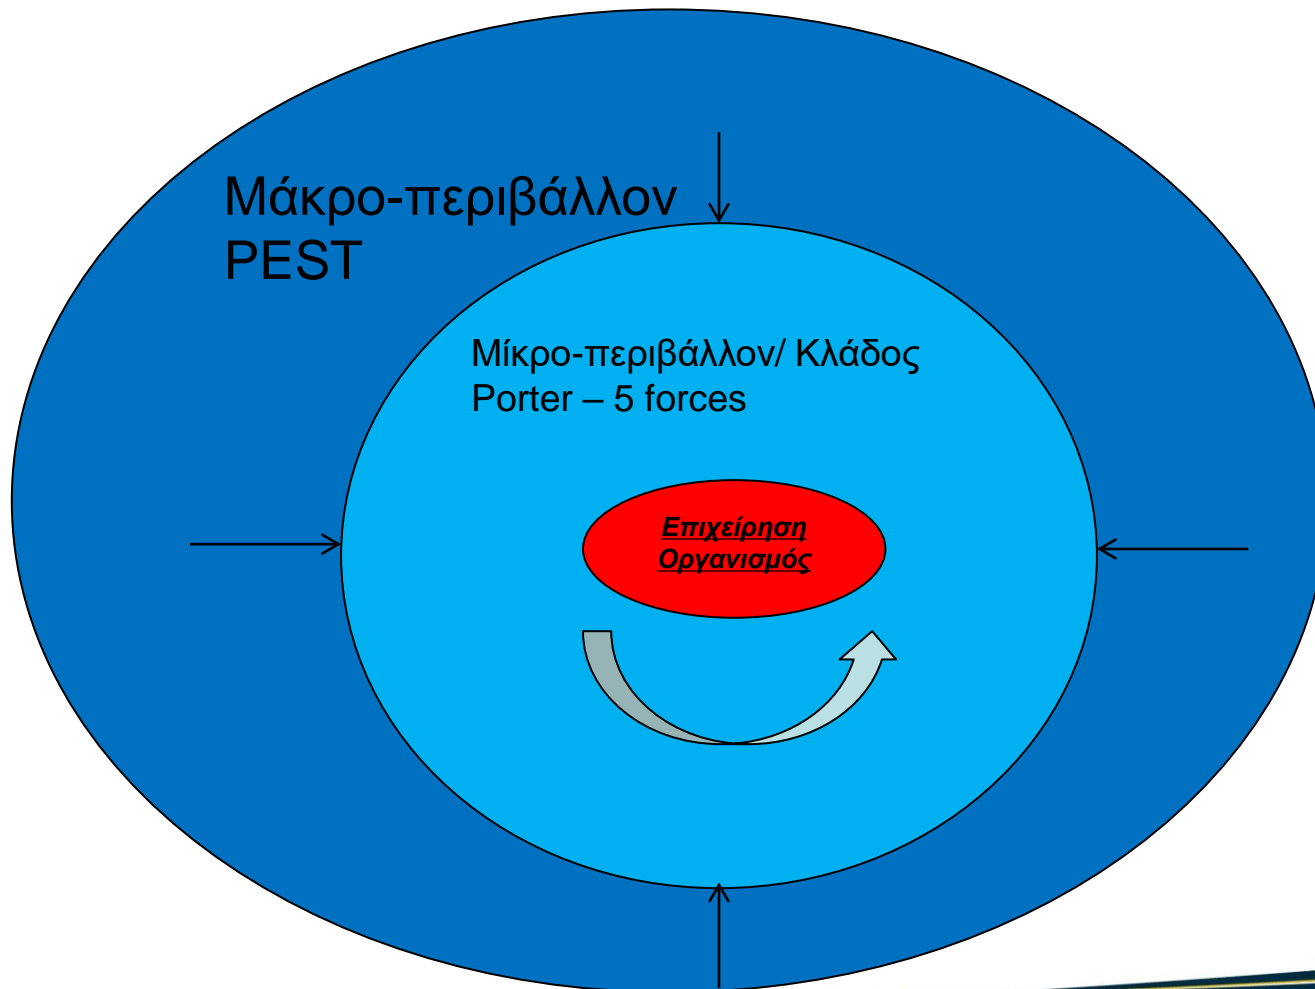 Μάκρο-περιβάλλον
PEST
Μίκρο-περιβάλλον/ Κλάδος
Porter – 5 forces
Επιχείρηση
Οργανισμός